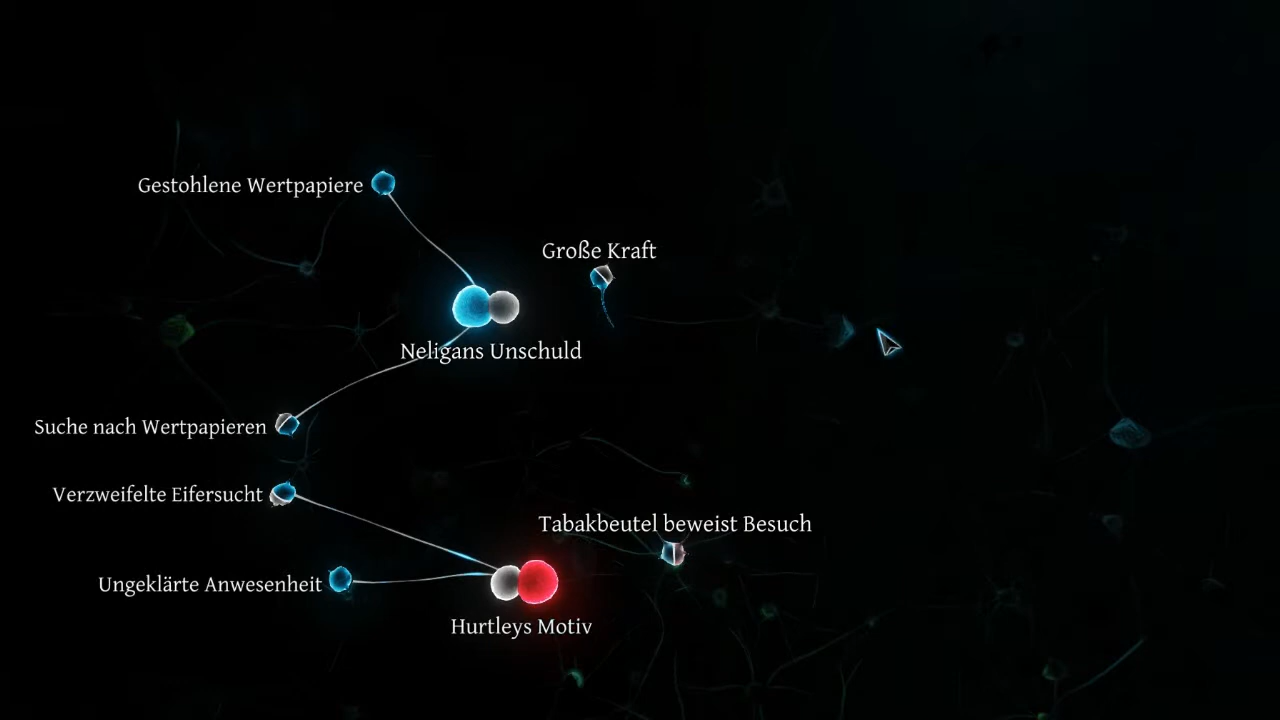 Gestohlene Wertpapiere
Große Kraft
Neligans Unschuld
Suche nach Wertpapieren
Verzweifelte Eifersucht
Tabakbeutel beweist Besuch
Ungeklärte Anwesenheit
Hurtleys Motiv